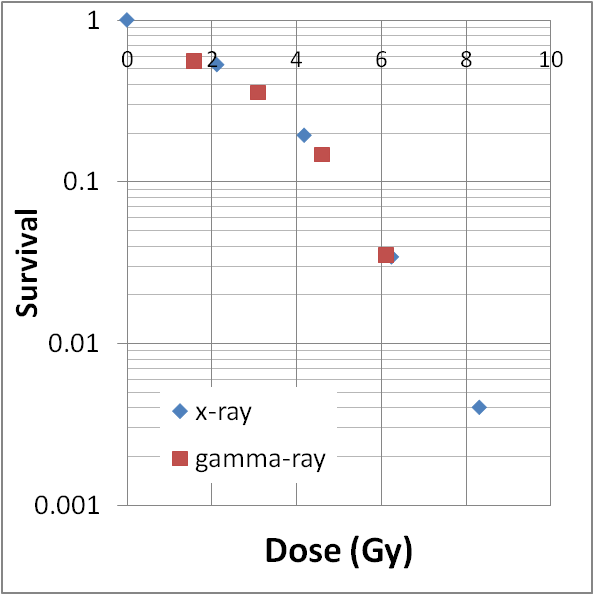 1
0 2 4 6 8 10
0.1
Survival
0.01
x-ray
gamma-ray
0.001
Dose (Gy)